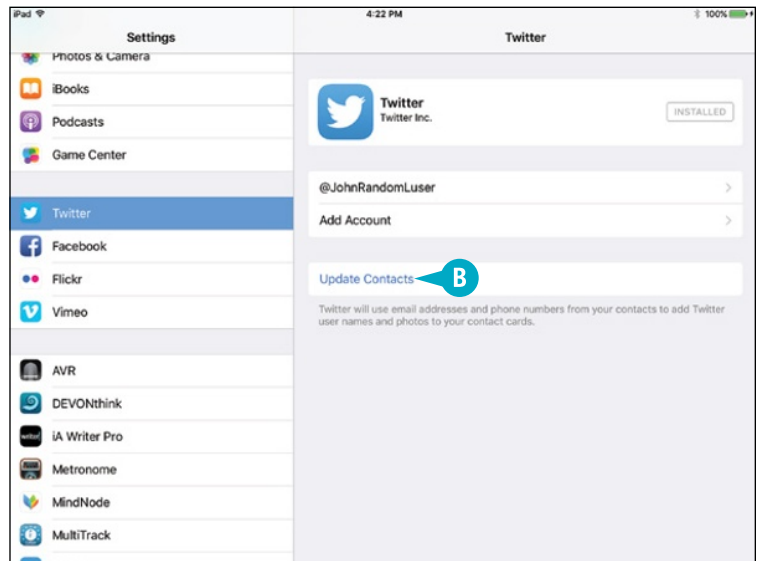 iPad 4:22 PM 100%
Settings
Twitter
Photos & Camera
iBooks
Podcasts
Game Center
Twitter
Facebook
Flickr
Vimeo
AVR
DEVONthink
iA Writer Pro
Metronome
MindNode
MultiTrack
Twitter
Twitter Inc.
INSTALLED
@JohnRandomLuser
Add Account
Update Contacts B
Twitter will use email addresses and phone numbers from your contacts to add Twitter
user names and photos to your contact cards.